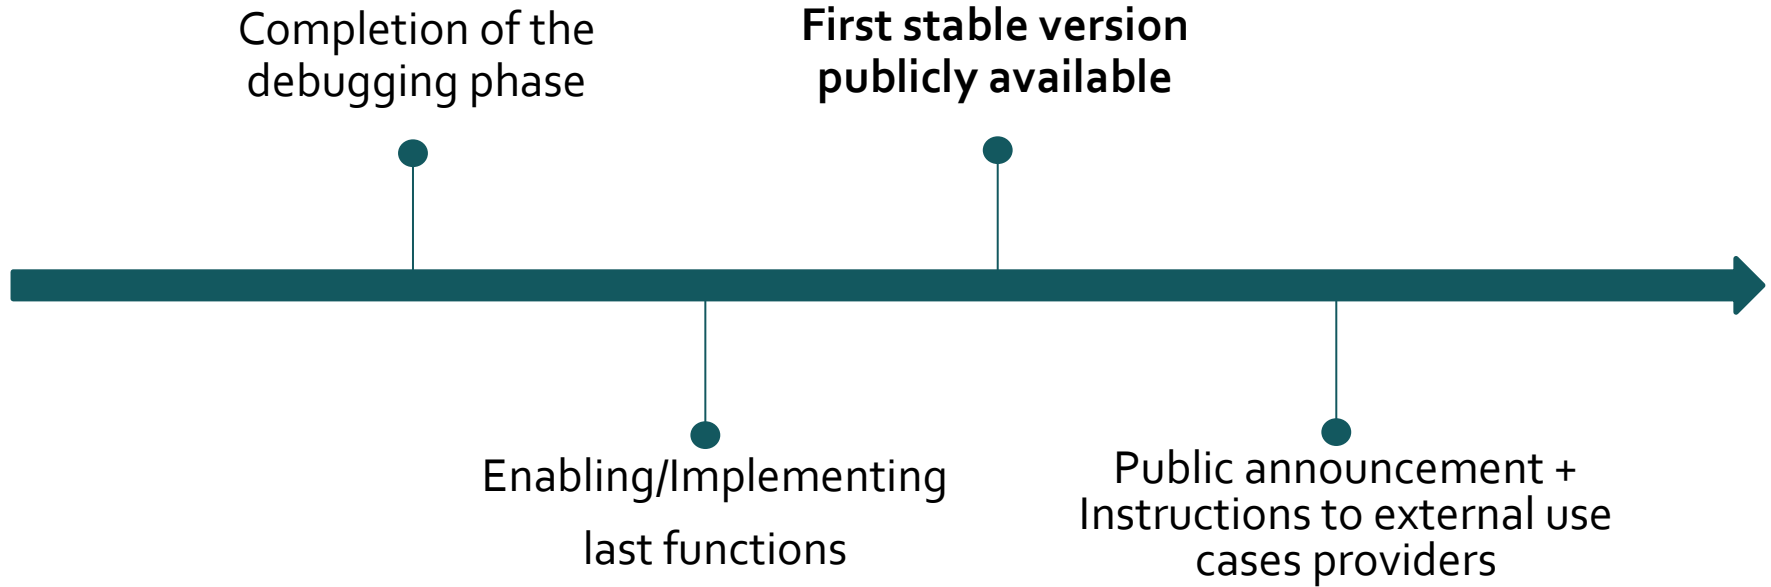 Completion of the
debugging phase
First stable version
publicly available
Enabling/Implementing
last functions
Public announcement +
Instructions to external use
cases providers